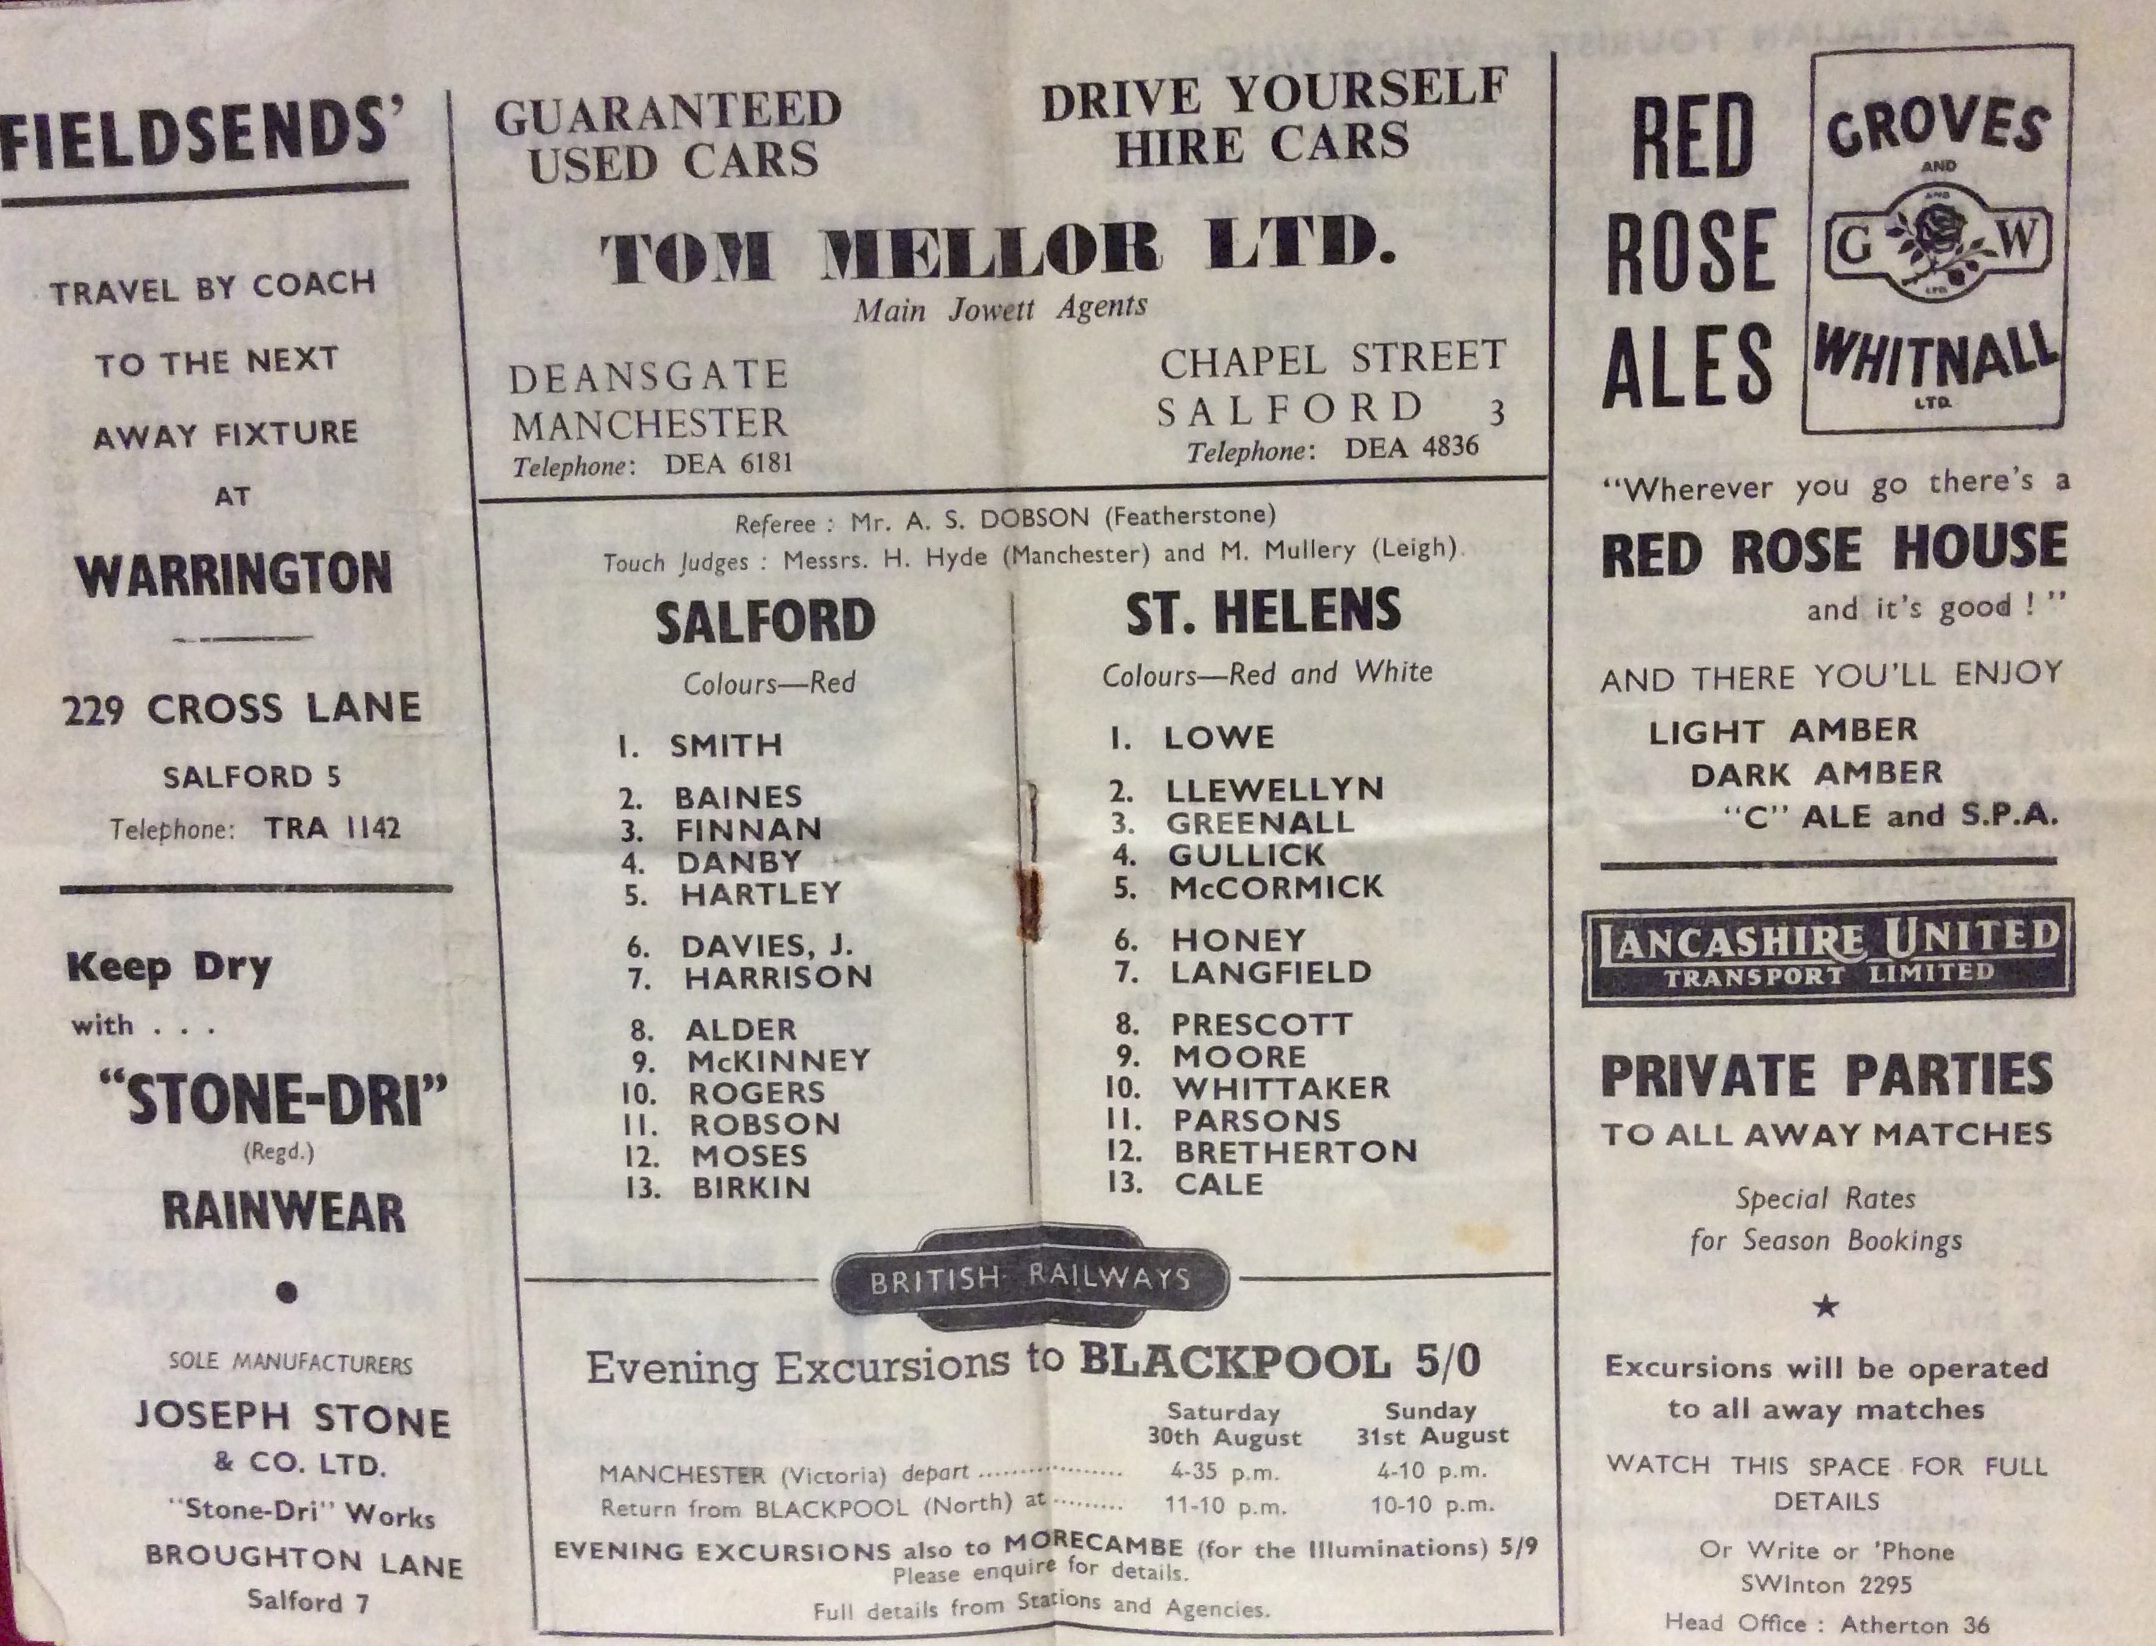 FIELDSENDS'
TRAVEL BY COACH
TO THE NEXT
AWAY FIXTURE
AT
WARRINGTON
229 CROSS LANE
SALFORD 5
Telephone: TRA 1142
Keep Dry
with . . .
"STONE-DRI"
(Regd.)
RAINWEAR
SOLE MANUFACTURERS
JOSEPH STONE
& CO. LTD.
"Stone-Dri" Works
BROUGHTON LANE
Salford 7
GUARANTEED
USED CARS
DRIVE YOURSELF
HIRE CARS
TOM MELLOR LTD.
Main Jowett Agents
DEANSGATE
MANCHESTER
Telephone: DEA 6181
CHAPEL STREET
SALFORD 3
Telephone: DEA 4836
Referee : Mr. A. S. DOBSON (Featherstone)
Touch Judges : Messrs. H. Hyde (Manchester) and M. Mullery (Leigh).
SALFORD
Colours—Red
1. SMITH
2. BAINES
3. FINNAN
4. DANBY
5. HARTLEY
6. DAVIES, J.
7. HARRISON
8. ALDER
9. McKINNEY
10. ROGERS
11. ROBSON
12. MOSES
13. BIRKIN
ST. HELENS
Colours—Red and White
1. LOWE
2. LLEWELLYN
3. GREENALL
4. GULLICK
5. McCORMICK
6. HONEY
7. LANGFIELD
8. PRESCOTT
9. MOORE
10. WHITTAKER
11. PARSONS
12. BRETHERTON
13. CALE
BRITISH RAILWAYS
Evening Excursions to BLACKPOOL 5/0
Saturday Sunday
30th August 31st August
MANCHESTER (Victoria) depart ................... 4-35 p.m. 4-10 p.m.
Return from BLACKPOOL (North) at ......... 11-10 p.m. 10-10 p.m.
EVENING EXCURSIONS also to MORECAMBE (for the Illuminations) 5/9
Please enquire for details.
Full details from Stations and Agencies.
RED
ROSE
ALES
GROVES
AND
AND
G W
LTD.
WHITNALL
LTD.
"Wherever you go there's a
RED ROSE HOUSE
and it's good ! "
AND THERE YOU'LL ENJOY
LIGHT AMBER
DARK AMBER
"C" ALE and S.P.A.
LANCASHIRE UNITED
TRANSPORT LIMITED
PRIVATE PARTIES
TO ALL AWAY MATCHES
Special Rates
for Season Bookings
★
Excursions will be operated
to all away matches
WATCH THIS SPACE FOR FULL
DETAILS
Or Write or 'Phone
SWInton 2295
Head Office : Atherton 36